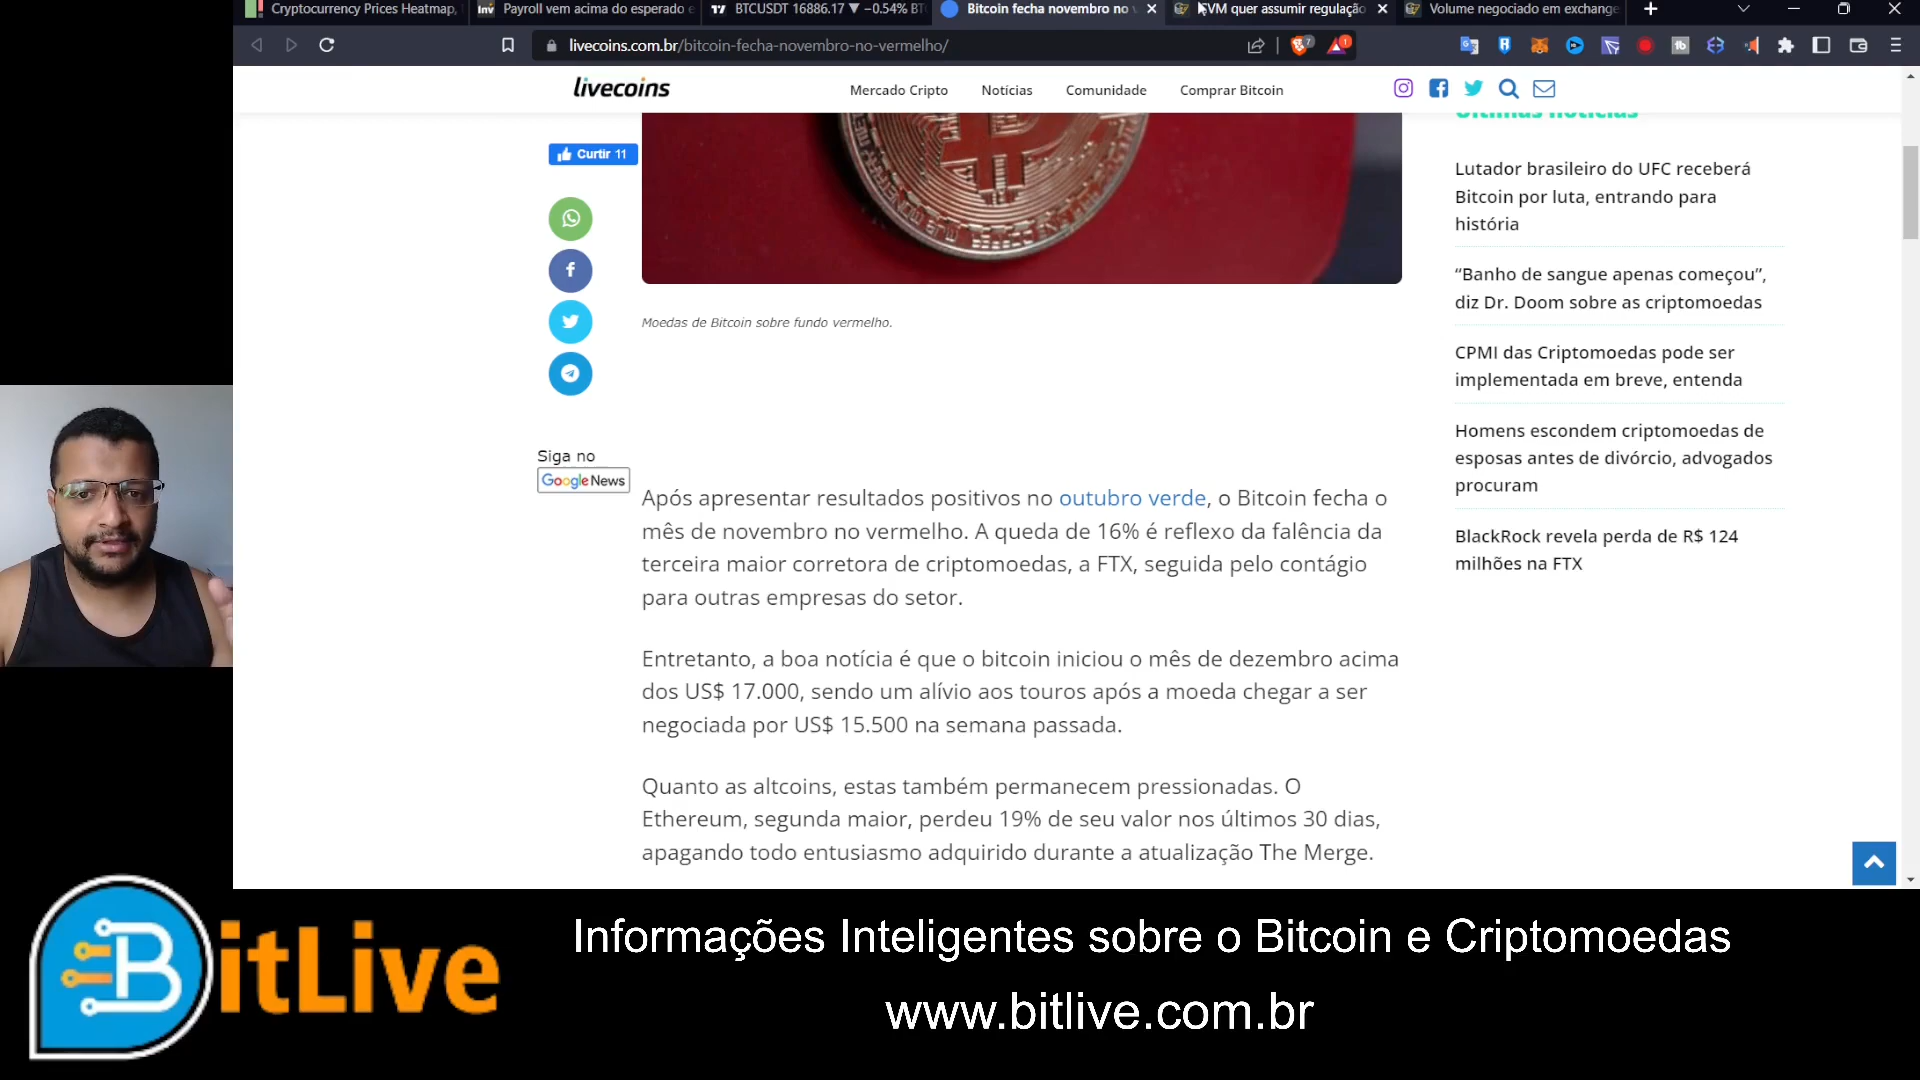 Cryptocurrency Prices Heatmap,
Inv Payroll vem acima do esperado e
BTCUSDT 16886.17 ▼ −0.54% BT
Bitcoin fecha novembro no v
CVM quer assumir regulação
Volume negociado em exchange
livecoins.com.br/bitcoin-fecha-novembro-no-vermelho/
7
1
livecoins
Mercado Cripto
Notícias
Comunidade
Comprar Bitcoin
Últimas notícias
Curtir 11
Lutador brasileiro do UFC receberá
Bitcoin por luta, entrando para
história
“Banho de sangue apenas começou”,
diz Dr. Doom sobre as criptomoedas
Moedas de Bitcoin sobre fundo vermelho.
CPMI das Criptomoedas pode ser
implementada em breve, entenda
Homens escondem criptomoedas de
esposas antes de divórcio, advogados
procuram
BlackRock revela perda de R$ 124
milhões na FTX
Siga no
Google News
Após apresentar resultados positivos no outubro verde, o Bitcoin fecha o
mês de novembro no vermelho. A queda de 16% é reflexo da falência da
terceira maior corretora de criptomoedas, a FTX, seguida pelo contágio
para outras empresas do setor.
Entretanto, a boa notícia é que o bitcoin iniciou o mês de dezembro acima
dos US$ 17.000, sendo um alívio aos touros após a moeda chegar a ser
negociada por US$ 15.500 na semana passada.
Quanto as altcoins, estas também permanecem pressionadas. O
Ethereum, segunda maior, perdeu 19% de seu valor nos últimos 30 dias,
apagando todo entusiasmo adquirido durante a atualização The Merge.
BitLive
Informações Inteligentes sobre o Bitcoin e Criptomoedas
www.bitlive.com.br